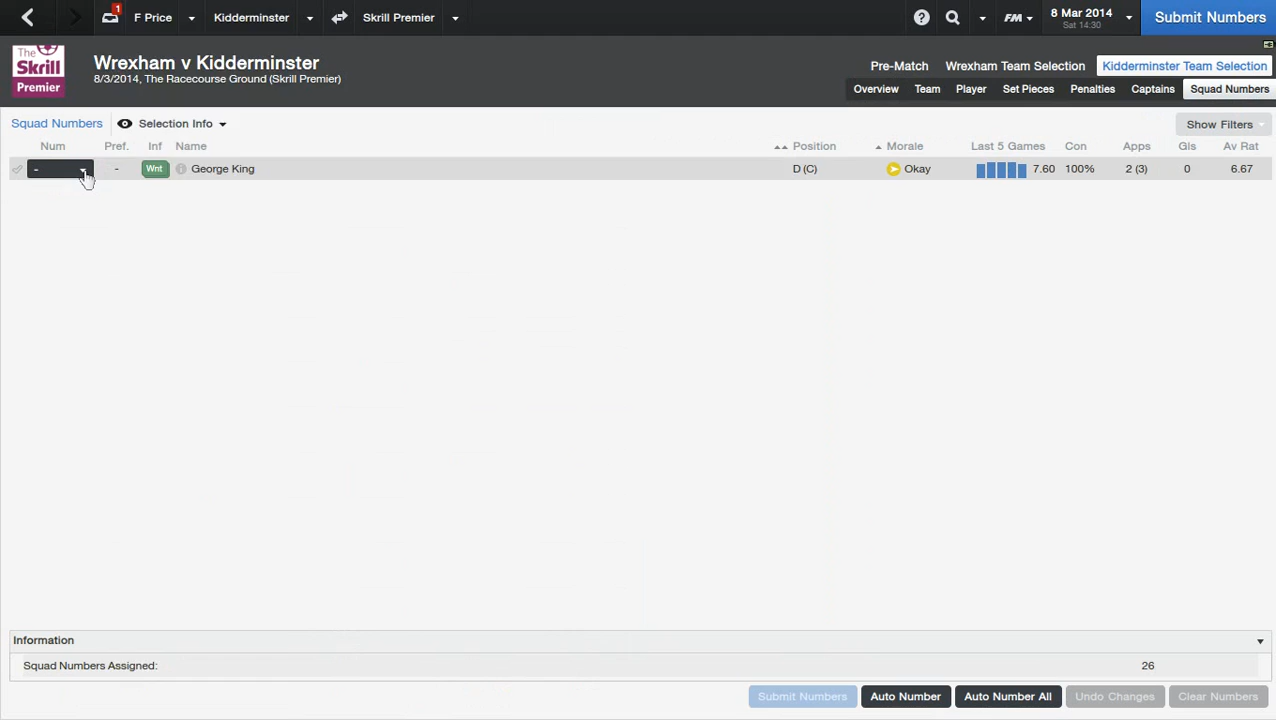 1
F Price
Kidderminster
Skrill Premier
FM
8 Mar 2014
Sat 14:30
Submit Numbers
The
Skrill
Premier
Wrexham v Kidderminster
8/3/2014, The Racecourse Ground (Skrill Premier)
Pre-Match
Wrexham Team Selection
Kidderminster Team Selection
Overview
Team
Player
Set Pieces
Penalties
Captains
Squad Numbers
Squad Numbers
Selection Info
Show Filters
Num Pref. Inf Name Position Morale Last 5 Games Con Apps Gls Av Rat
- - Wnt George King D (C) Okay 7.60 100% 2 (3) 0 6.67
Information
Squad Numbers Assigned: 26
Submit Numbers
Auto Number
Auto Number All
Undo Changes
Clear Numbers